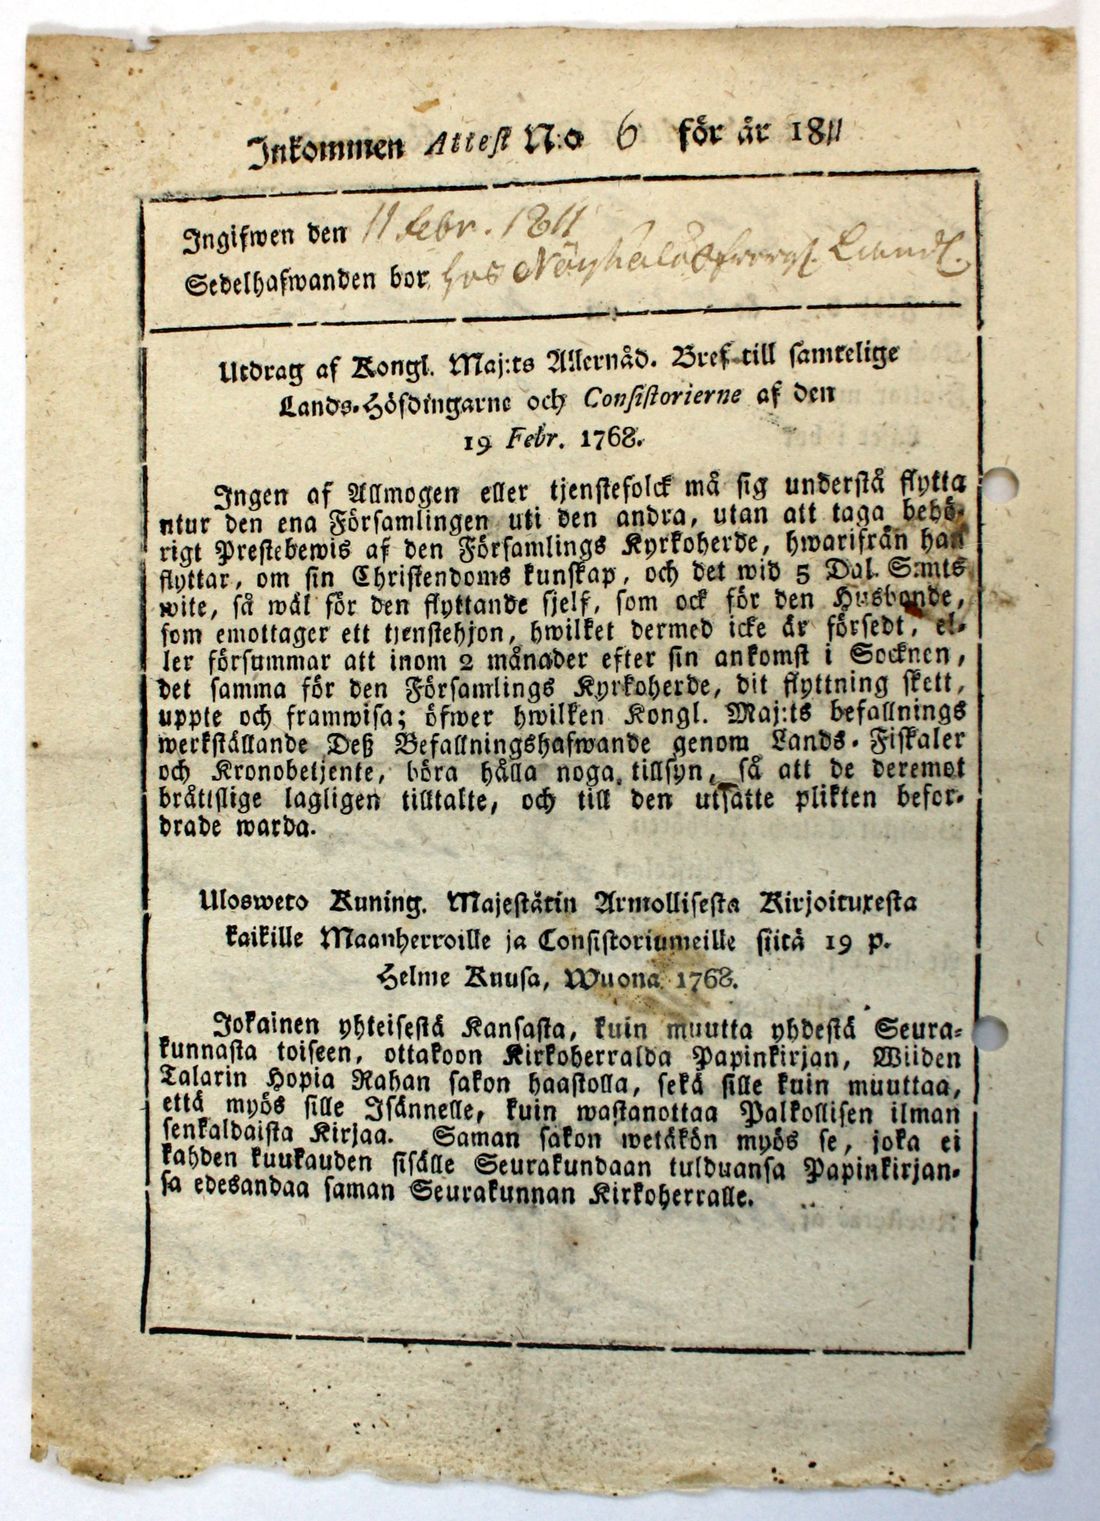 Inkommen Attest N:o 6 för år 1811
Ingifwen den 11 Febr. 1811
Sedelhafwanden bor hos
Utdrag af Kongl. Maj:ts Allernåd. Bref till samtelige
Lands-Höfdingarne och Consistorierne af den
19 Febr. 1768.
Ingen af Allmogen eller tjenstefolck må sig understå flytta
utur den ena Församlingen uti den andra, utan att taga behö-
rigt Prestebewis af den Församlings Kyrkoherde, hwarifrån han
flyttar, om sin Christendoms kunskap, och det wid 5 Dal. S:mts
wite, så wäl för den flyttande sjelf, som ock för den Husbonde,
som emottager ett tjenstehjon, hwilket dermed icke är försedt, el-
ler försummar att inom 2 månader efter sin ankomst i Socknen,
det samma för den Församlings Kyrkoherde, dit flyttning skett,
uppte och framwisa; öfwer hwilken Kongl. Maj:ts befallnings
werkställande Deß Befallningshafwande genom Lands-Fiskaler
och Kronobetjente, böra hålla noga tillsyn, så att de deremot
bråttslige lagligen tilltalte, och till den utsatte plikten befor-
drade warda.
Ulosweto Kuning. Majestätin Armollisesta Kirjoituxesta
kaikille Maanherroille ja Consistoriumeille siitä 19 p.
Helme Kuusa, Wuona 1768.
Jokainen yhteisestä Kansasta, kuin muutta yhdestä Seura-
kunnasta toiseen, ottakoon Kirkoherralda Papinkirjan, Wiiden
Talarin Hopia Rahan sakon haastolla, sekä sille kuin muuttaa,
että myös sille Isännelle, kuin wastanottaa Palkollisen ilman
senkaldaista Kirjaa. Saman sakon wetäkön myös se, joka ei
kahden kuukauden sisälle Seurakundaan tulduansa Papinkirjan-
sa edesandaa saman Seurakunnan Kirkoherralle.